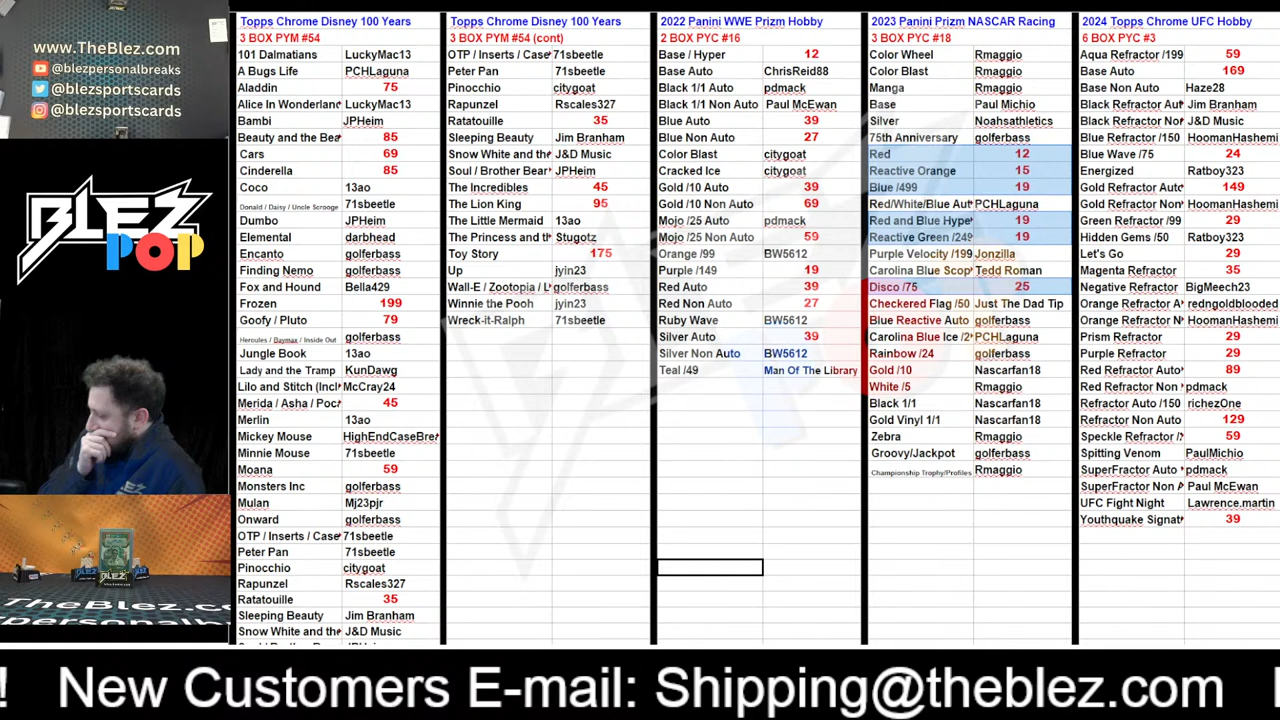 www.TheBlez.com
@blezpersonalbreaks
@blezsportscards
@blezsportscards
BLEZ
POP
BLEZ
TheBlez.c
Topps Chrome Disney 100 Years
3 BOX PYM #54
101 Dalmatians LuckyMac13
A Bugs Life PCHLaguna
Aladdin 75
Alice In Wonderland LuckyMac13
Bambi JPHeim
Beauty and the Bea 85
Cars 69
Cinderella 85
Coco 13ao
Donald / Daisy / Uncle Scrooge 71sbeetle
Dumbo JPHeim
Elemental darbhead
Encanto golferbass
Finding Nemo golferbass
Fox and Hound Bella429
Frozen 199
Goofy / Pluto 79
Hercules / Baymax / Inside Out golferbass
Jungle Book 13ao
Lady and the Tramp KunDawg
Lilo and Stitch (Incl McCray24
Merida / Asha / Poc 45
Merlin 13ao
Mickey Mouse HighEndCaseBre
Minnie Mouse 71sbeetle
Moana 59
Monsters Inc golferbass
Mulan Mj23pjr
Onward golferbass
OTP / Inserts / Case 71sbeetle
Peter Pan 71sbeetle
Pinocchio citygoat
Rapunzel Rscales327
Ratatouille 35
Sleeping Beauty Jim Branham
Snow White and the J&D Music
Topps Chrome Disney 100 Years
3 BOX PYM #54 (cont)
OTP / Inserts / Case 71sbeetle
Peter Pan 71sbeetle
Pinocchio citygoat
Rapunzel Rscales327
Ratatouille 35
Sleeping Beauty Jim Branham
Snow White and the J&D Music
Soul / Brother Bear JPHeim
The Incredibles 45
The Lion King 95
The Little Mermaid 13ao
The Princess and th Stugotz
Toy Story 175
Up jyin23
Wall-E / Zootopia / L golferbass
Winnie the Pooh jyin23
Wreck-it-Ralph 71sbeetle
2022 Panini WWE Prizm Hobby
2 BOX PYC #16
Base / Hyper 12
Base Auto ChrisReid88
Black 1/1 Auto pdmack
Black 1/1 Non Auto Paul McEwan
Blue Auto 39
Blue Non Auto 27
Color Blast citygoat
Cracked Ice citygoat
Gold /10 Auto 39
Gold /10 Non Auto 69
Mojo /25 Auto pdmack
Mojo /25 Non Auto 59
Orange /99 BW5612
Purple /149 19
Red Auto 39
Red Non Auto 27
Ruby Wave BW5612
Silver Auto 39
Silver Non Auto BW5612
Teal /49 Man Of The Library
2023 Panini Prizm NASCAR Racing
3 BOX PYC #18
Color Wheel Rmaggio
Color Blast Rmaggio
Manga Rmaggio
Base Paul Michio
Silver Noahsathletics
75th Anniversary golferbass
Red 12
Reactive Orange 15
Blue /499 19
Red/White/Blue Aut PCHLaguna
Red and Blue Hype 19
Reactive Green /249 19
Purple Velocity /199 Jonzilla
Carolina Blue Scop Tedd Roman
Disco /75 25
Checkered Flag /50 Just The Dad Tip
Blue Reactive Auto golferbass
Carolina Blue Ice /2 PCHLaguna
Rainbow /24 golferbass
Gold /10 Nascarfan18
White /5 Rmaggio
Black 1/1 Nascarfan18
Gold Vinyl 1/1 Nascarfan18
Zebra Rmaggio
Groovy/Jackpot golferbass
Championship Trophy/Profiles Rmaggio
2024 Topps Chrome UFC Hobby
6 BOX PYC #3
Aqua Refractor /199 59
Base Auto 169
Base Non Auto Haze28
Black Refractor Aut Jim Branham
Black Refractor Nor J&D Music
Blue Refractor /150 HoomanHashemi
Blue Wave /75 24
Energized Ratboy323
Gold Refractor Auto 149
Gold Refractor Non HoomanHashemi
Green Refractor /99 29
Hidden Gems /50 Ratboy323
Let's Go 29
Magenta Refractor 35
Negative Refractor BigMeech23
Orange Refractor A redngoldblooded
Orange Refractor N HoomanHashemi
Prism Refractor 29
Purple Refractor 29
Red Refractor Auto 89
Red Refractor Non pdmack
Refractor Auto /150 richezOne
Refractor Non Auto 129
Speckle Refractor / 59
Spitting Venom PaulMichio
SuperFractor Auto pdmack
SuperFractor Non A Paul McEwan
UFC Fight Night Lawrence.martin
Youthquake Signat 39
! New Customers E-mail: Shipping@theblez.com